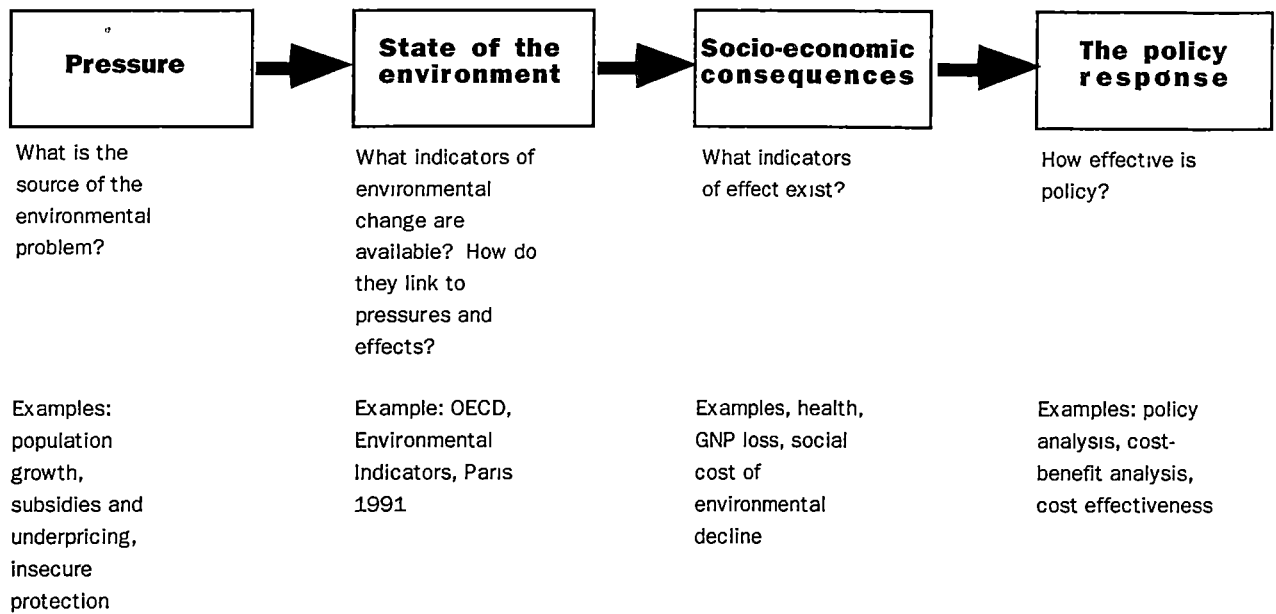 Pressure
State of the
environment
Socio-economic
consequences
The policy
response
What is the
source of the
environmental
problem?
What indicators of
environmental
change are
available? How do
they link to
pressures and
effects?
What indicators
of effect exist?
How effective is
policy?
Examples:
population
growth,
subsidies and
underpricing,
insecure
protection
Example: OECD,
Environmental
Indicators, Paris
1991
Examples, health,
GNP loss, social
cost of
environmental
decline
Examples: policy
analysis, cost-
benefit analysis,
cost effectiveness